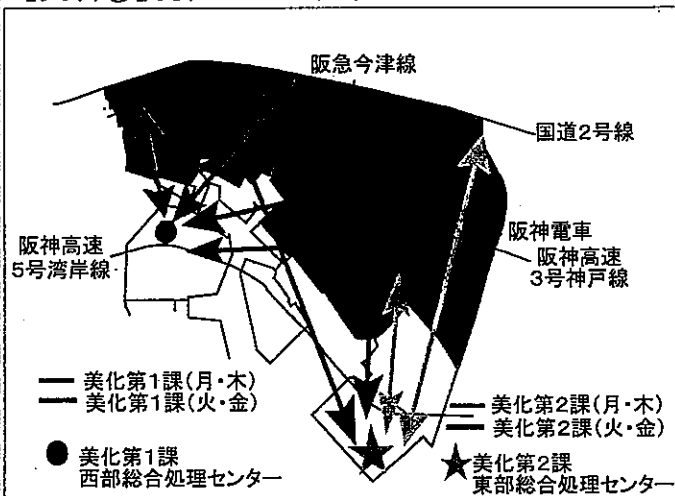 阪急今津線
国道2号線
阪神電車
阪神高速
3号神戸線
阪神高速
5号湾岸線
美化第1課(月・木)
美化第1課(火・金)
美化第2課(月・木)
美化第2課(火・金)
美化第1課
西部総合処理センター
美化第2課
東部総合処理センター